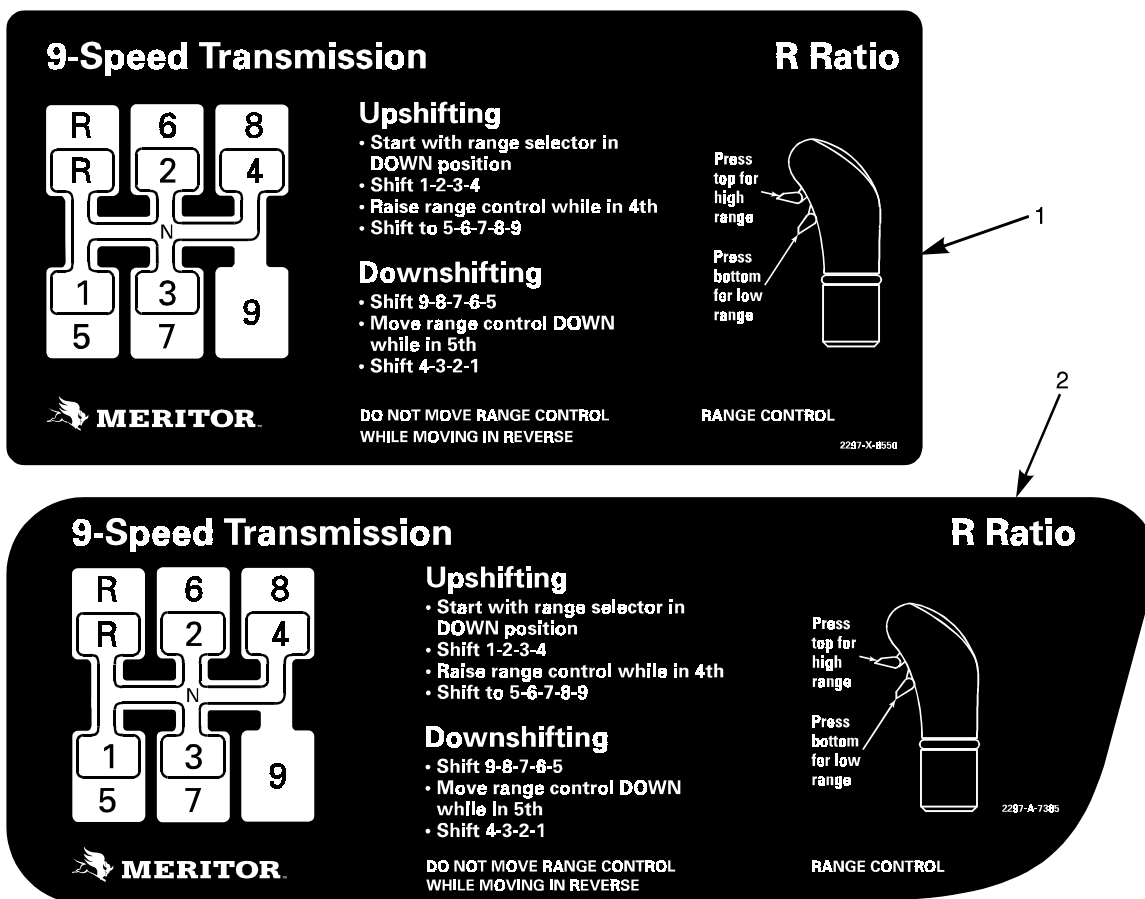 9-Speed Transmission
R Ratio
R 6 8
R 2 4
N
1 3
9
5 7
Upshifting
• Start with range selector in
DOWN position
• Shift 1-2-3-4
• Raise range control while in 4th
• Shift to 5-6-7-8-9
Downshifting
• Shift 9-8-7-6-5
• Move range control DOWN
while in 5th
• Shift 4-3-2-1
Press
top for
high
range
Press
bottom
for low
range
MERITOR
DO NOT MOVE RANGE CONTROL
WHILE MOVING IN REVERSE
RANGE CONTROL
2297-X-8550
1
2
9-Speed Transmission
R Ratio
R 6 8
R 2 4
N
1 3
9
5 7
Upshifting
• Start with range selector in
DOWN position
• Shift 1-2-3-4
• Raise range control while in 4th
• Shift to 5-6-7-8-9
Downshifting
• Shift 9-8-7-6-5
• Move range control DOWN
while in 5th
• Shift 4-3-2-1
Press
top for
high
range
Press
bottom
for low
range
2297-A-7385
MERITOR
DO NOT MOVE RANGE CONTROL
WHILE MOVING IN REVERSE
RANGE CONTROL